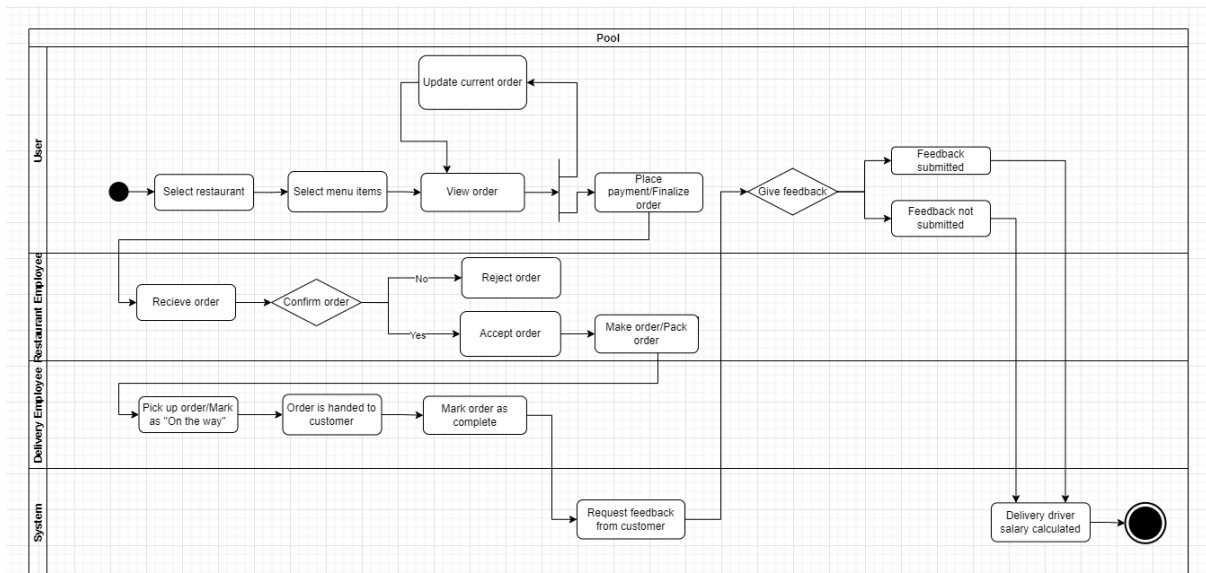 Pool
User
Update current order
Select restaurant
Select menu items
View order
Place
payment/Finalize
order
Give feedback
Feedback
submitted
Feedback not
submitted
Restaurant Employee
Recieve order
Confirm order
No
Reject order
Yes
Accept order
Make order/Pack
order
Delivery Employee
Pick up order/Mark
as "On the way"
Order is handed to
customer
Mark order as
complete
System
Request feedback
from customer
Delivery driver
salary calculated